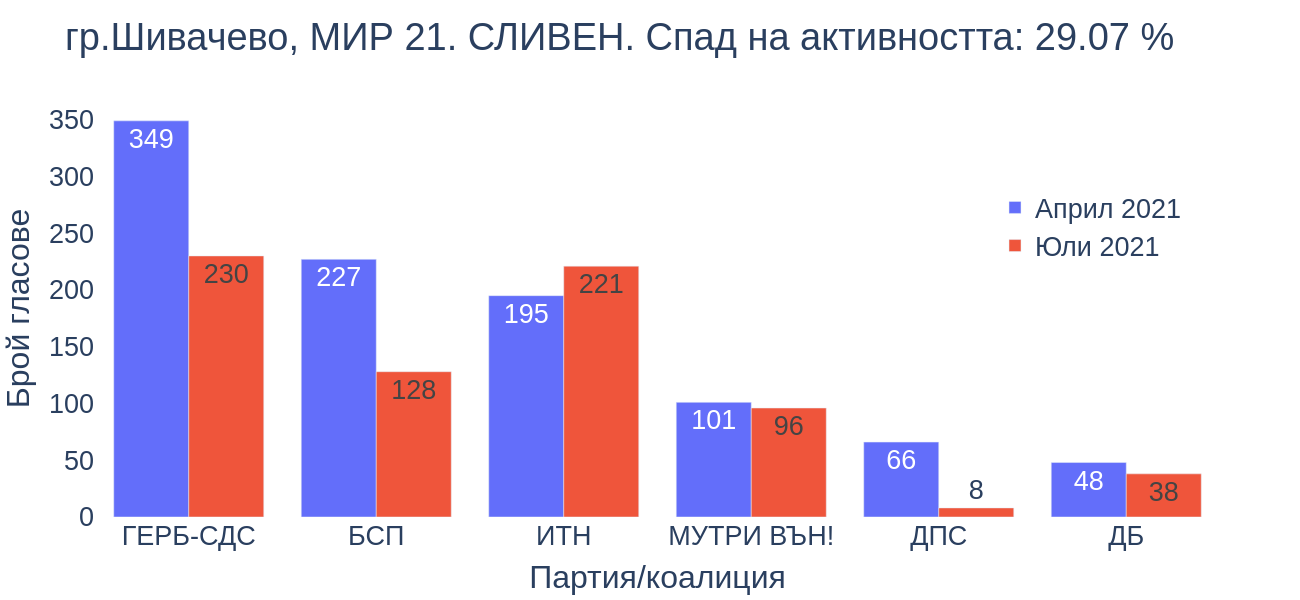 гр.Шивачево, МИР 21. СЛИВЕН. Спад на активността: 29.07 %
Брой гласове
350
300
250
200
150
100
50
0
349
230
227
128
195
221
101
96
66
8
48
38
Април 2021
Юли 2021
ГЕРБ-СДС
БСП
ИТН
МУТРИ ВЪН!
ДПС
ДБ
Партия/коалиция